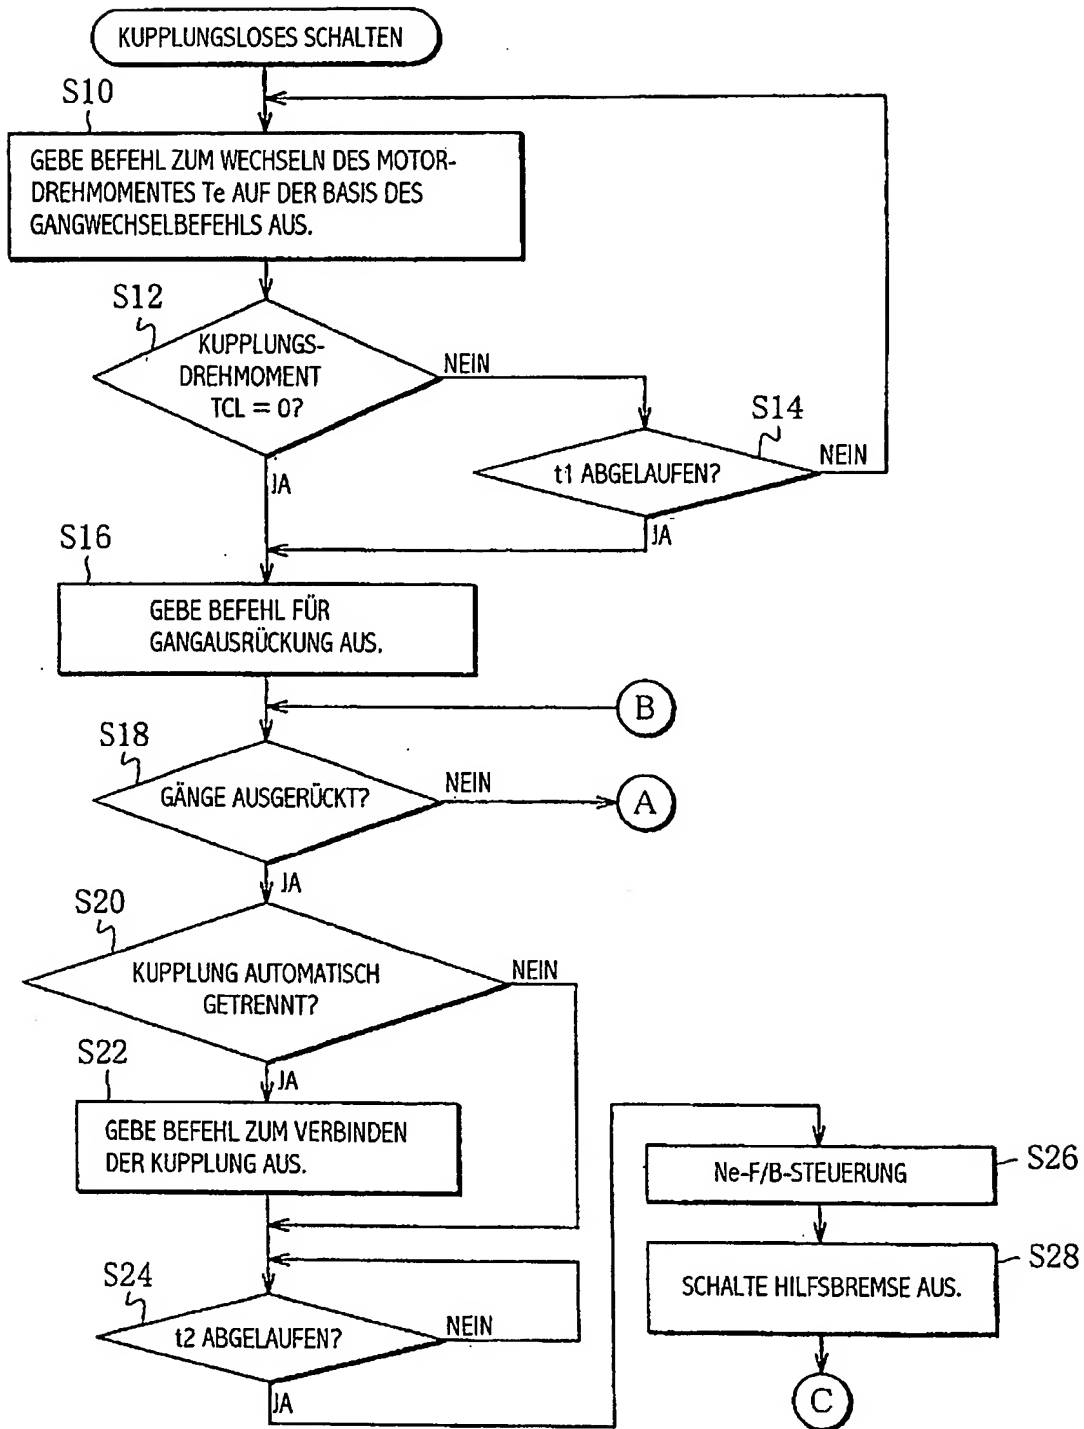 KUPPLUNGSLOSES SCHALTEN
S10
GEBE BEFEHL ZUM WECHSELN DES MOTOR-
DREHMOMENTES Te AUF DER BASIS DES
GANGWECHSELBEFEHLS AUS.
S12
KUPPLUNGS-
DREHMOMENT
TCL = 0?
NEIN
JA
S14
t1 ABGELAUFEN?
NEIN
JA
S16
GEBE BEFEHL FÜR
GANGAUSRÜCKUNG AUS.
B
S18
GÄNGE AUSGERÜCKT?
NEIN
A
JA
S20
KUPPLUNG AUTOMATISCH
GETRENNT?
NEIN
JA
S22
GEBE BEFEHL ZUM VERBINDEN
DER KUPPLUNG AUS.
S24
t2 ABGELAUFEN?
NEIN
JA
Ne-F/B-STEUERUNG
S26
SCHALTE HILFSBREMSE AUS.
S28
C